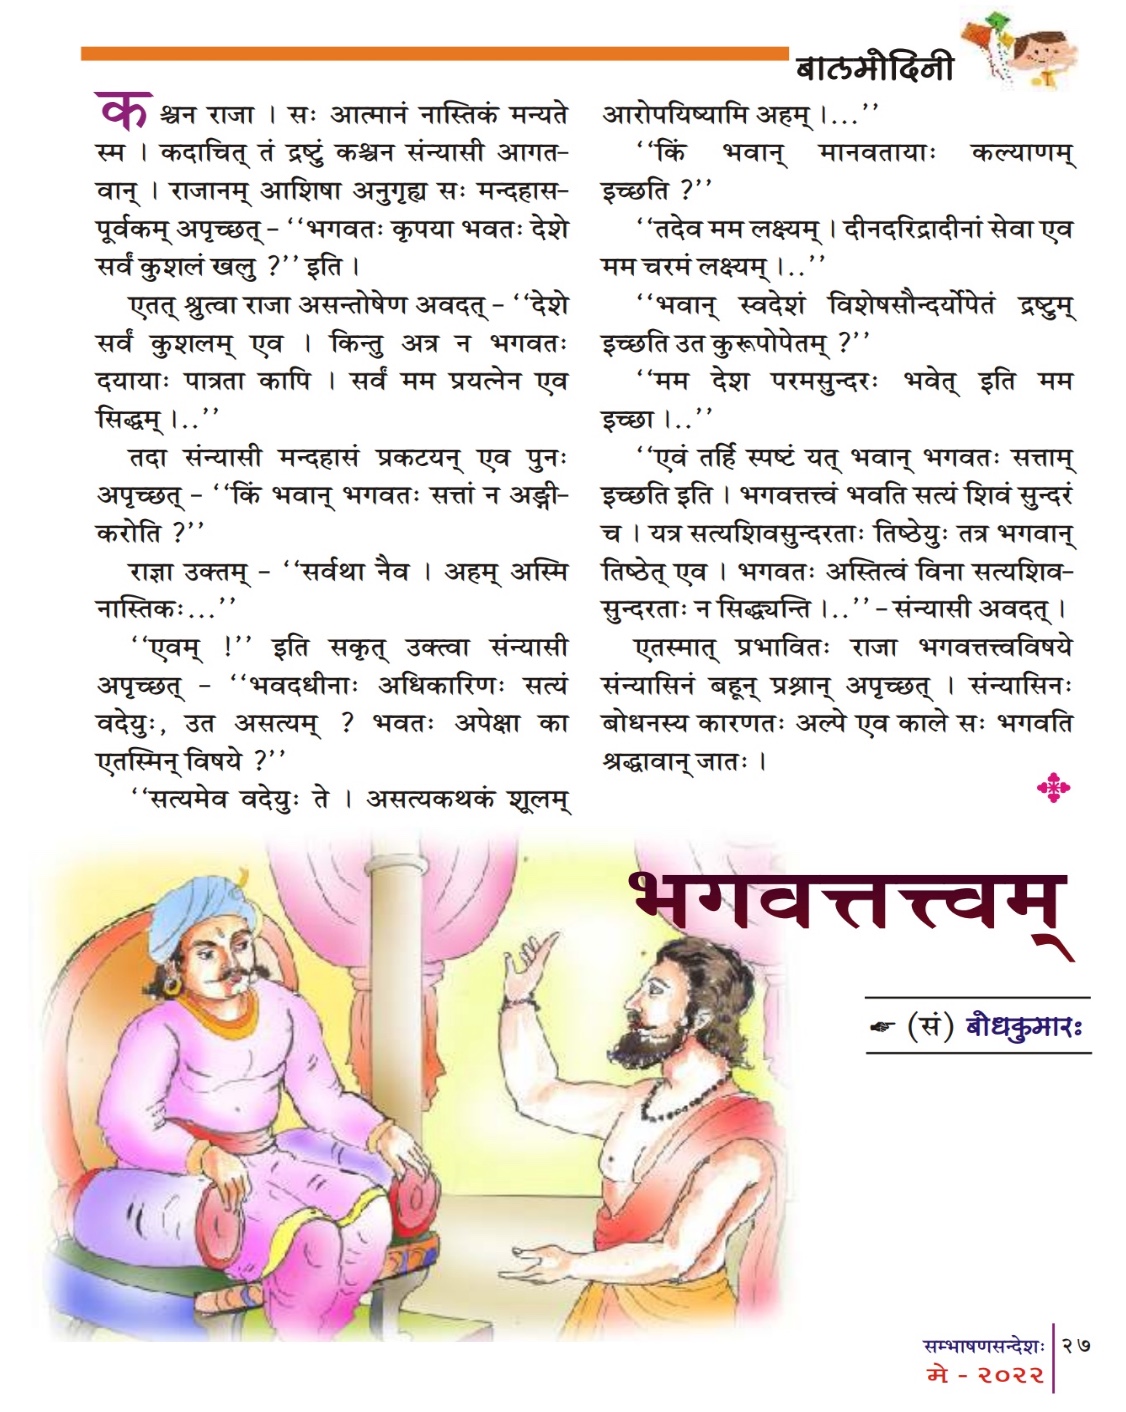 बालमोदिनी
कश्चन राजा । सः आत्मानं नास्तिकं मन्यते
स्म । कदाचित् तं द्रष्टुं कश्चन संन्यासी आगत-
वान् । राजानम् आशिषा अनुगृह्य सः मन्दहास-
पूर्वकम् अपृच्छत् – ‘‘भगवतः कृपया भवतः देशे
सर्वं कुशलं खलु ?’’ इति ।
एतत् श्रुत्वा राजा असन्तोषेण अवदत् – ‘‘देशे
सर्वं कुशलम् एव । किन्तु अत्र न भगवतः
दयायाः पात्रता कापि । सर्वं मम प्रयत्नेन एव
सिद्धम् ।..’’
तदा संन्यासी मन्दहासं प्रकटयन् एव पुनः
अपृच्छत् – ‘‘किं भवान् भगवतः सत्तां न अङ्गी-
करोति ?’’
राज्ञा उक्तम् – ‘‘सर्वथा नैव । अहम् अस्मि
नास्तिकः...’’
‘‘एवम् !’’ इति सकृत् उक्त्वा संन्यासी
अपृच्छत् – ‘‘भवदधीनाः अधिकारिणः सत्यं
वदेयुः, उत असत्यम् ? भवतः अपेक्षा का
एतस्मिन् विषये ?’’
‘‘सत्यमेव वदेयुः ते । असत्यकथकं शूलम्
आरोपयिष्यामि अहम् ।...’’
‘‘किं भवान् मानवतायाः कल्याणम्
इच्छति ?’’
‘‘तदेव मम लक्ष्यम् । दीनदरिद्रादीनां सेवा एव
मम चरमं लक्ष्यम् ।..’’
‘‘भवान् स्वदेशं विशेषसौन्दर्योपेतं द्रष्टुम्
इच्छति उत कुरूपोपेतम् ?’’
‘‘मम देश परमसुन्दरः भवेत् इति मम
इच्छा ।..’’
‘‘एवं तर्हि स्पष्टं यत् भवान् भगवतः सत्ताम्
इच्छति इति । भगवत्तत्त्वं भवति सत्यं शिवं सुन्दरं
च । यत्र सत्यशिवसुन्दरताः तिष्ठेयुः तत्र भगवान्
तिष्ठेत् एव । भगवतः अस्तित्वं विना सत्यशिव-
सुन्दरताः न सिद्ध्यन्ति ।..’’ – संन्यासी अवदत् ।
एतस्मात् प्रभावितः राजा भगवत्तत्त्वविषये
संन्यासिनं बहून् प्रश्नान् अपृच्छत् । संन्यासिनः
बोधनस्य कारणतः अल्पे एव काले सः भगवति
श्रद्धावान् जातः ।
भगवत्तत्त्वम्
☛ (सं) बोधकुमारः
सम्भाषणसन्देशः २७
मे - २०२२